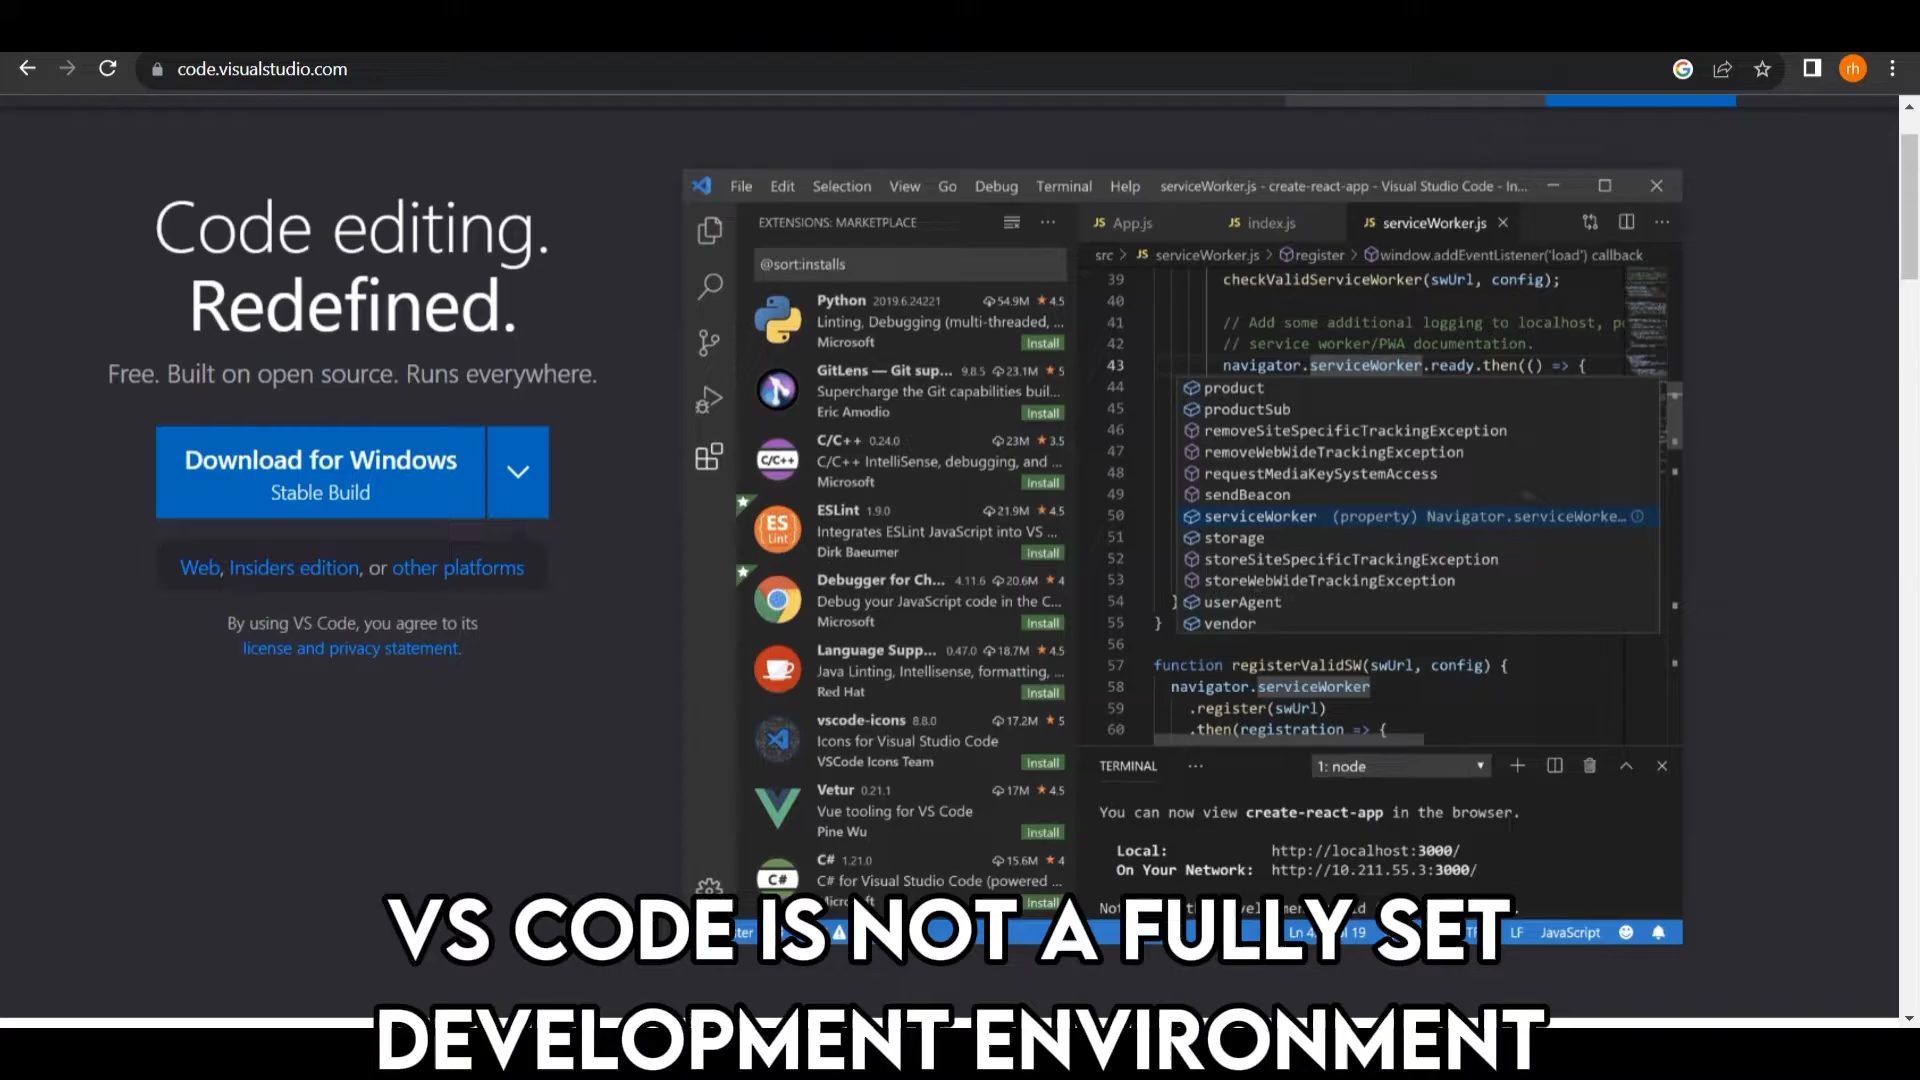 code.visualstudio.com
rh
Code editing.
Redefined.
Free. Built on open source. Runs everywhere.
Download for Windows
Stable Build
Web, Insiders edition, or other platforms
By using VS Code, you agree to its
license and privacy statement.
File Edit Selection View Go Debug Terminal Help serviceWorker.js - create-react-app - Visual Studio Code - In...
EXTENSIONS: MARKETPLACE
@sort:installs
Python 2019.6.24221 54.9M 4.5
Linting, Debugging (multi-threaded, ...
Microsoft Install
GitLens — Git sup... 9.8.5 23.1M 5
Supercharge the Git capabilities buil...
Eric Amodio Install
C/C++ 0.24.0 23M 3.5
C/C++
C/C++ IntelliSense, debugging, and ...
Microsoft Install
ESLint 1.9.0 21.9M 4.5
ES
Lint
Integrates ESLint JavaScript into VS ...
Dirk Baeumer Install
Debugger for Ch... 4.11.6 20.6M 4
Debug your JavaScript code in the C...
Microsoft Install
Language Supp... 0.47.0 18.7M 4.5
Java Linting, Intellisense, formatting, ...
Red Hat Install
vscode-icons 8.8.0 17.2M 5
Icons for Visual Studio Code
VSCode Icons Team Install
Vetur 0.21.1 17M 4.5
Vue tooling for VS Code
Pine Wu Install
C# 1.21.0 15.6M 4
C#
C# for Visual Studio Code (powered ...
Install
JS App.js JS index.js JS serviceWorker.js
src > JS serviceWorker.js > register > window.addEventListener('load') callback
39 checkValidServiceWorker(swUrl, config);
40
41 // Add some additional logging to localhost,
42 // service worker/PWA documentation.
43 navigator.serviceWorker.ready.then(() => {
44 product
45 productSub
46 removeSiteSpecificTrackingException
47 removeWebWideTrackingException
48 requestMediaKeySystemAccess
49 sendBeacon
50 serviceWorker (property) Navigator.serviceWorke...
51 storage
52 storeSiteSpecificTrackingException
53 storeWebWideTrackingException
54 } userAgent
55 } vendor
56
57 function registerValidSW(swUrl, config) {
58 navigator.serviceWorker
59 .register(swUrl)
60 .then(registration => {
TERMINAL ... 1: node
You can now view create-react-app in the browser.
Local: http://localhost:3000/
On Your Network: http://10.211.55.3:3000/
LF JavaScript
VS CODE IS NOT A FULLY SET
DEVELOPMENT ENVIRONMENT